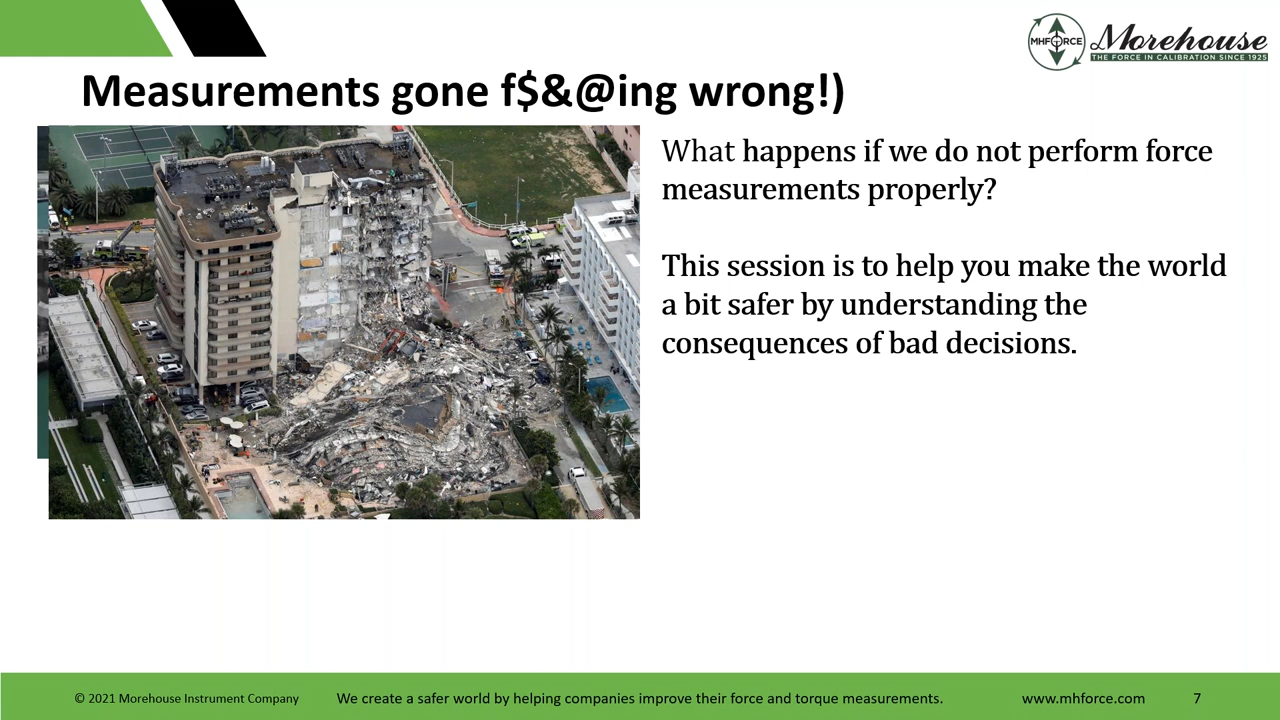 MHFORCE
Morehouse
THE FORCE IN CALIBRATION SINCE 1925
Measurements gone f$&@ing wrong!)
What happens if we do not perform force
measurements properly?
This session is to help you make the world
a bit safer by understanding the
consequences of bad decisions.
© 2021 Morehouse Instrument Company
We create a safer world by helping companies improve their force and torque measurements.
www.mhforce.com
7